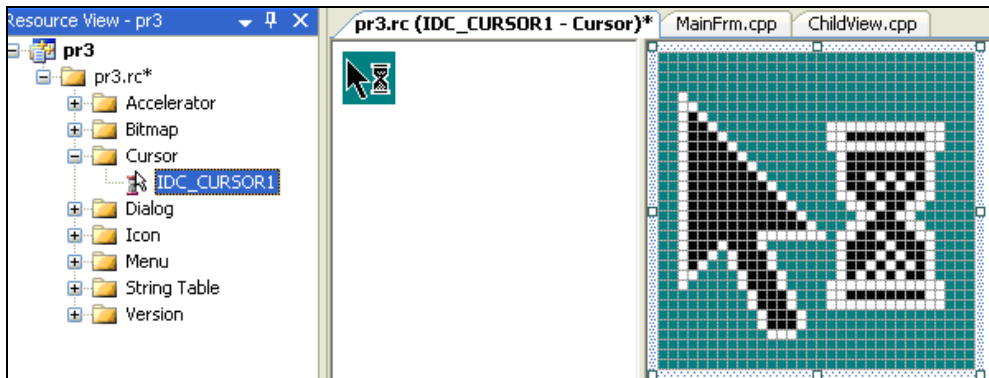 Resource View - pr3
pr3
pr3.rc*
Accelerator
Bitmap
Cursor
IDC_CURSOR1
Dialog
Icon
Menu
String Table
Version
pr3.rc (IDC_CURSOR1 - Cursor)* MainFrm.cpp ChildView.cpp